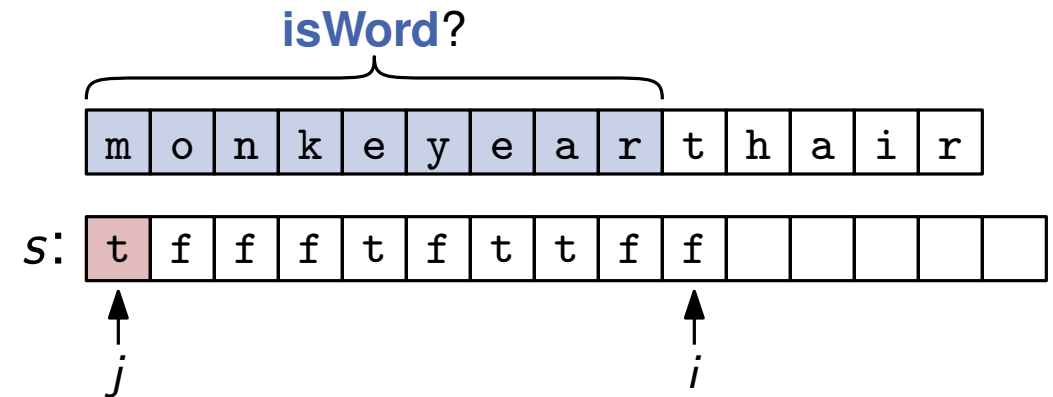 isWord?
m o n k e y e a r t h a i r
s: t f f f t f t t f f
j i